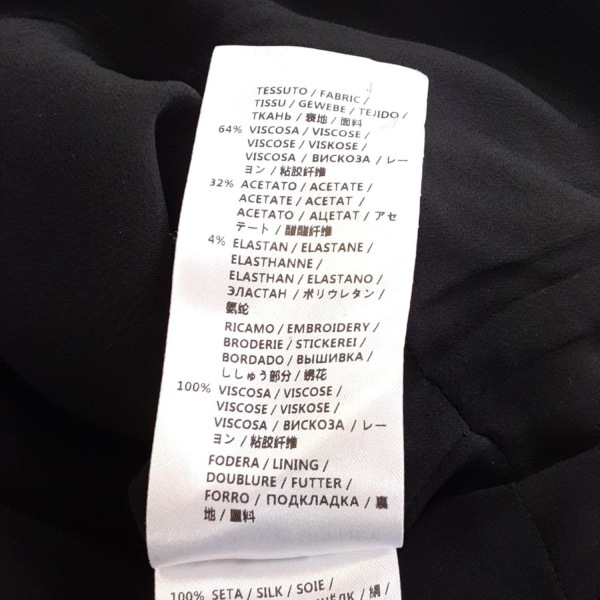 TESSUTO / FABRIC /
TISSU / GEWEBE / TEJIDO /
ТКАНЬ / 裏地 / 面料
64% VISCOSA / VISCOSE /
VISCOSE / VISKOSE /
VISCOSA / ВИСКОЗА / レー
ヨン / 粘胶纤维
32% ACETATO / ACETATE /
ACETATE / ACETAT /
ACETATO / АЦЕТАТ / アセ
テート / 醋酯纤维
4% ELASTAN / ELASTANE /
ELASTHANNE /
ELASTHAN / ELASTANO /
ЭЛАСТАН / ポリウレタン /
氨纶
RICAMO / EMBROIDERY /
BRODERIE / STICKEREI /
BORDADO / ВЫШИВКА /
ししゅう部分 / 绣花
100% VISCOSA / VISCOSE /
VISCOSE / VISKOSE /
VISCOSA / ВИСКОЗА / レー
ヨン / 粘胶纤维
FODERA / LINING /
DOUBLURE / FUTTER /
FORRO / ПОДКЛАДКА / 裏
地 / 里料
100% SETA / SILK / SOIE /
絹 /